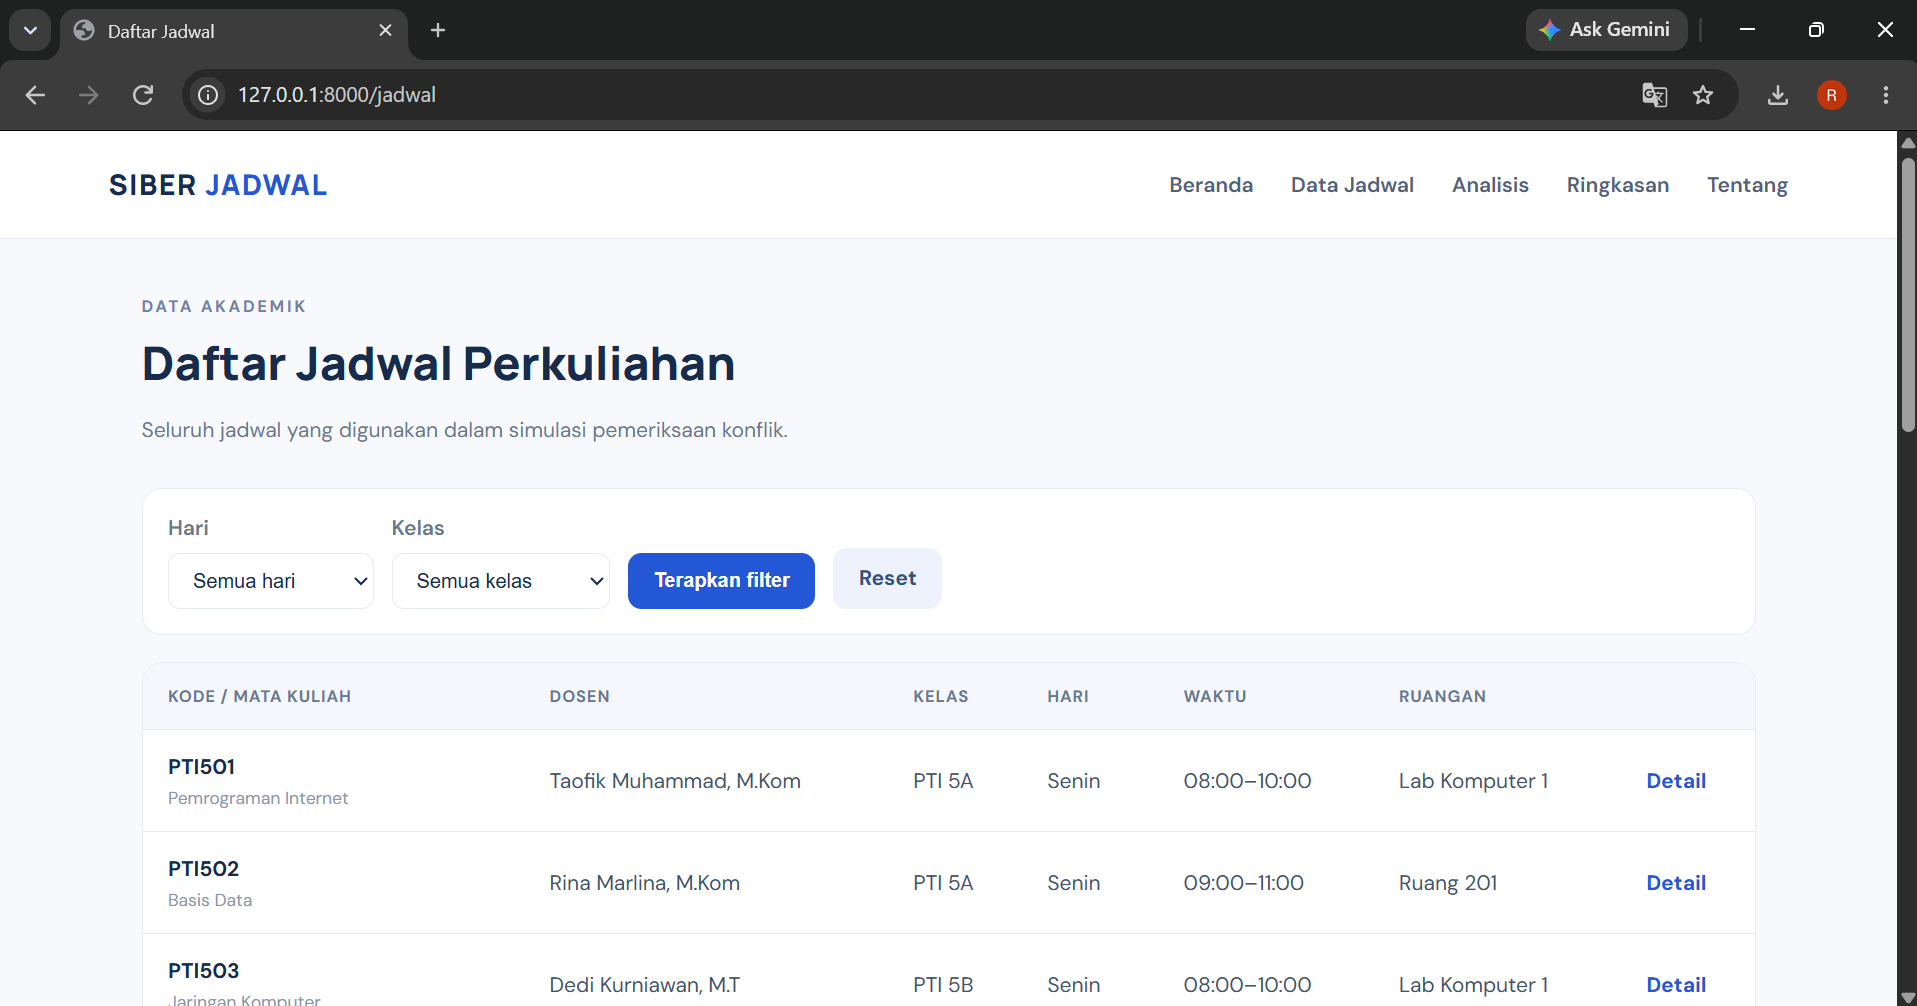 Daftar Jadwal
Ask Gemini
127.0.0.1:8000/jadwal
R
SIBER JADWAL
Beranda Data Jadwal Analisis Ringkasan Tentang
DATA AKADEMIK
Daftar Jadwal Perkuliahan
Seluruh jadwal yang digunakan dalam simulasi pemeriksaan konflik.
Hari Kelas
Semua hari Semua kelas Terapkan filter Reset
KODE / MATA KULIAH DOSEN KELAS HARI WAKTU RUANGAN
PTI501
Pemrograman Internet
Taofik Muhammad, M.Kom PTI 5A Senin 08:00–10:00 Lab Komputer 1 Detail
PTI502
Basis Data
Rina Marlina, M.Kom PTI 5A Senin 09:00–11:00 Ruang 201 Detail
PTI503
Jaringan Komputer
Dedi Kurniawan, M.T PTI 5B Senin 08:00–10:00 Lab Komputer 1 Detail